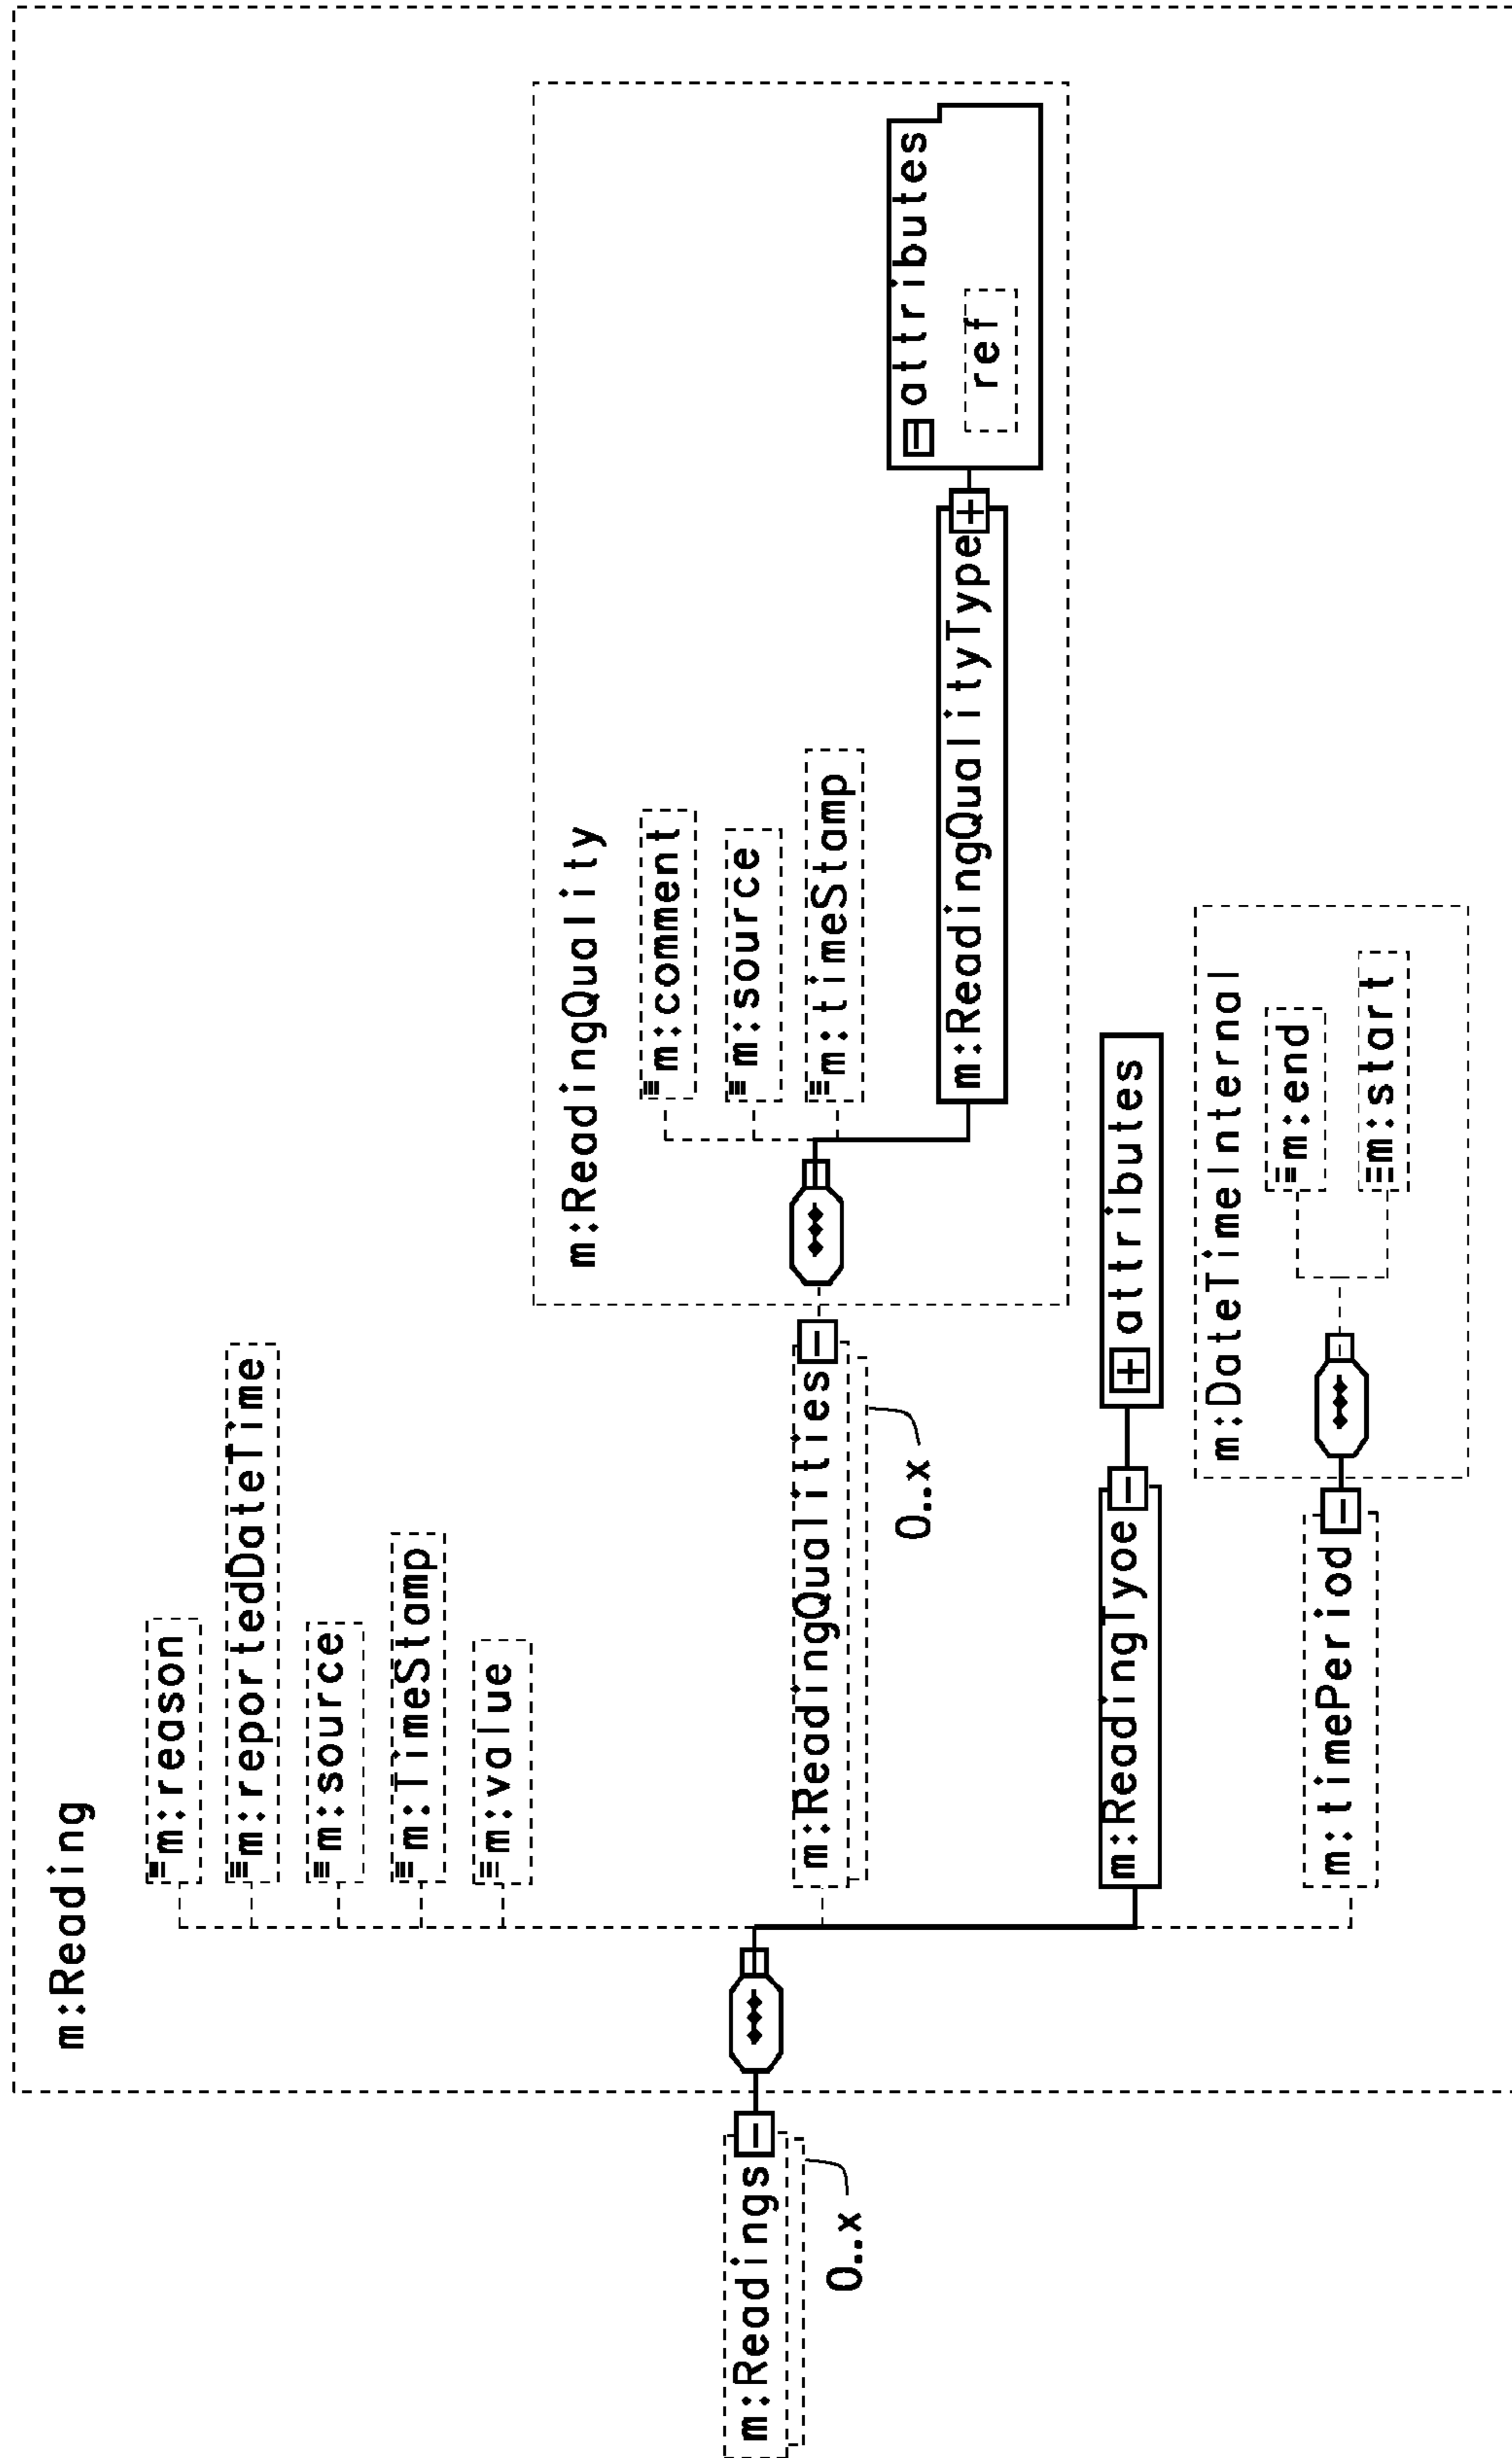 m:Reading
m:reason
m:reportedDateTime
m:source
m:TimeStamp
m:value
m:Readings
0..x
m:ReadingQualities
0..x
m:ReadingQuality
m:comment
m:source
m:timeStamp
m:ReadingQualityType
attributes
ref
m:ReadingTyoe
attributes
m:timePeriod
m:DateTimeInternal
m:end
m:start